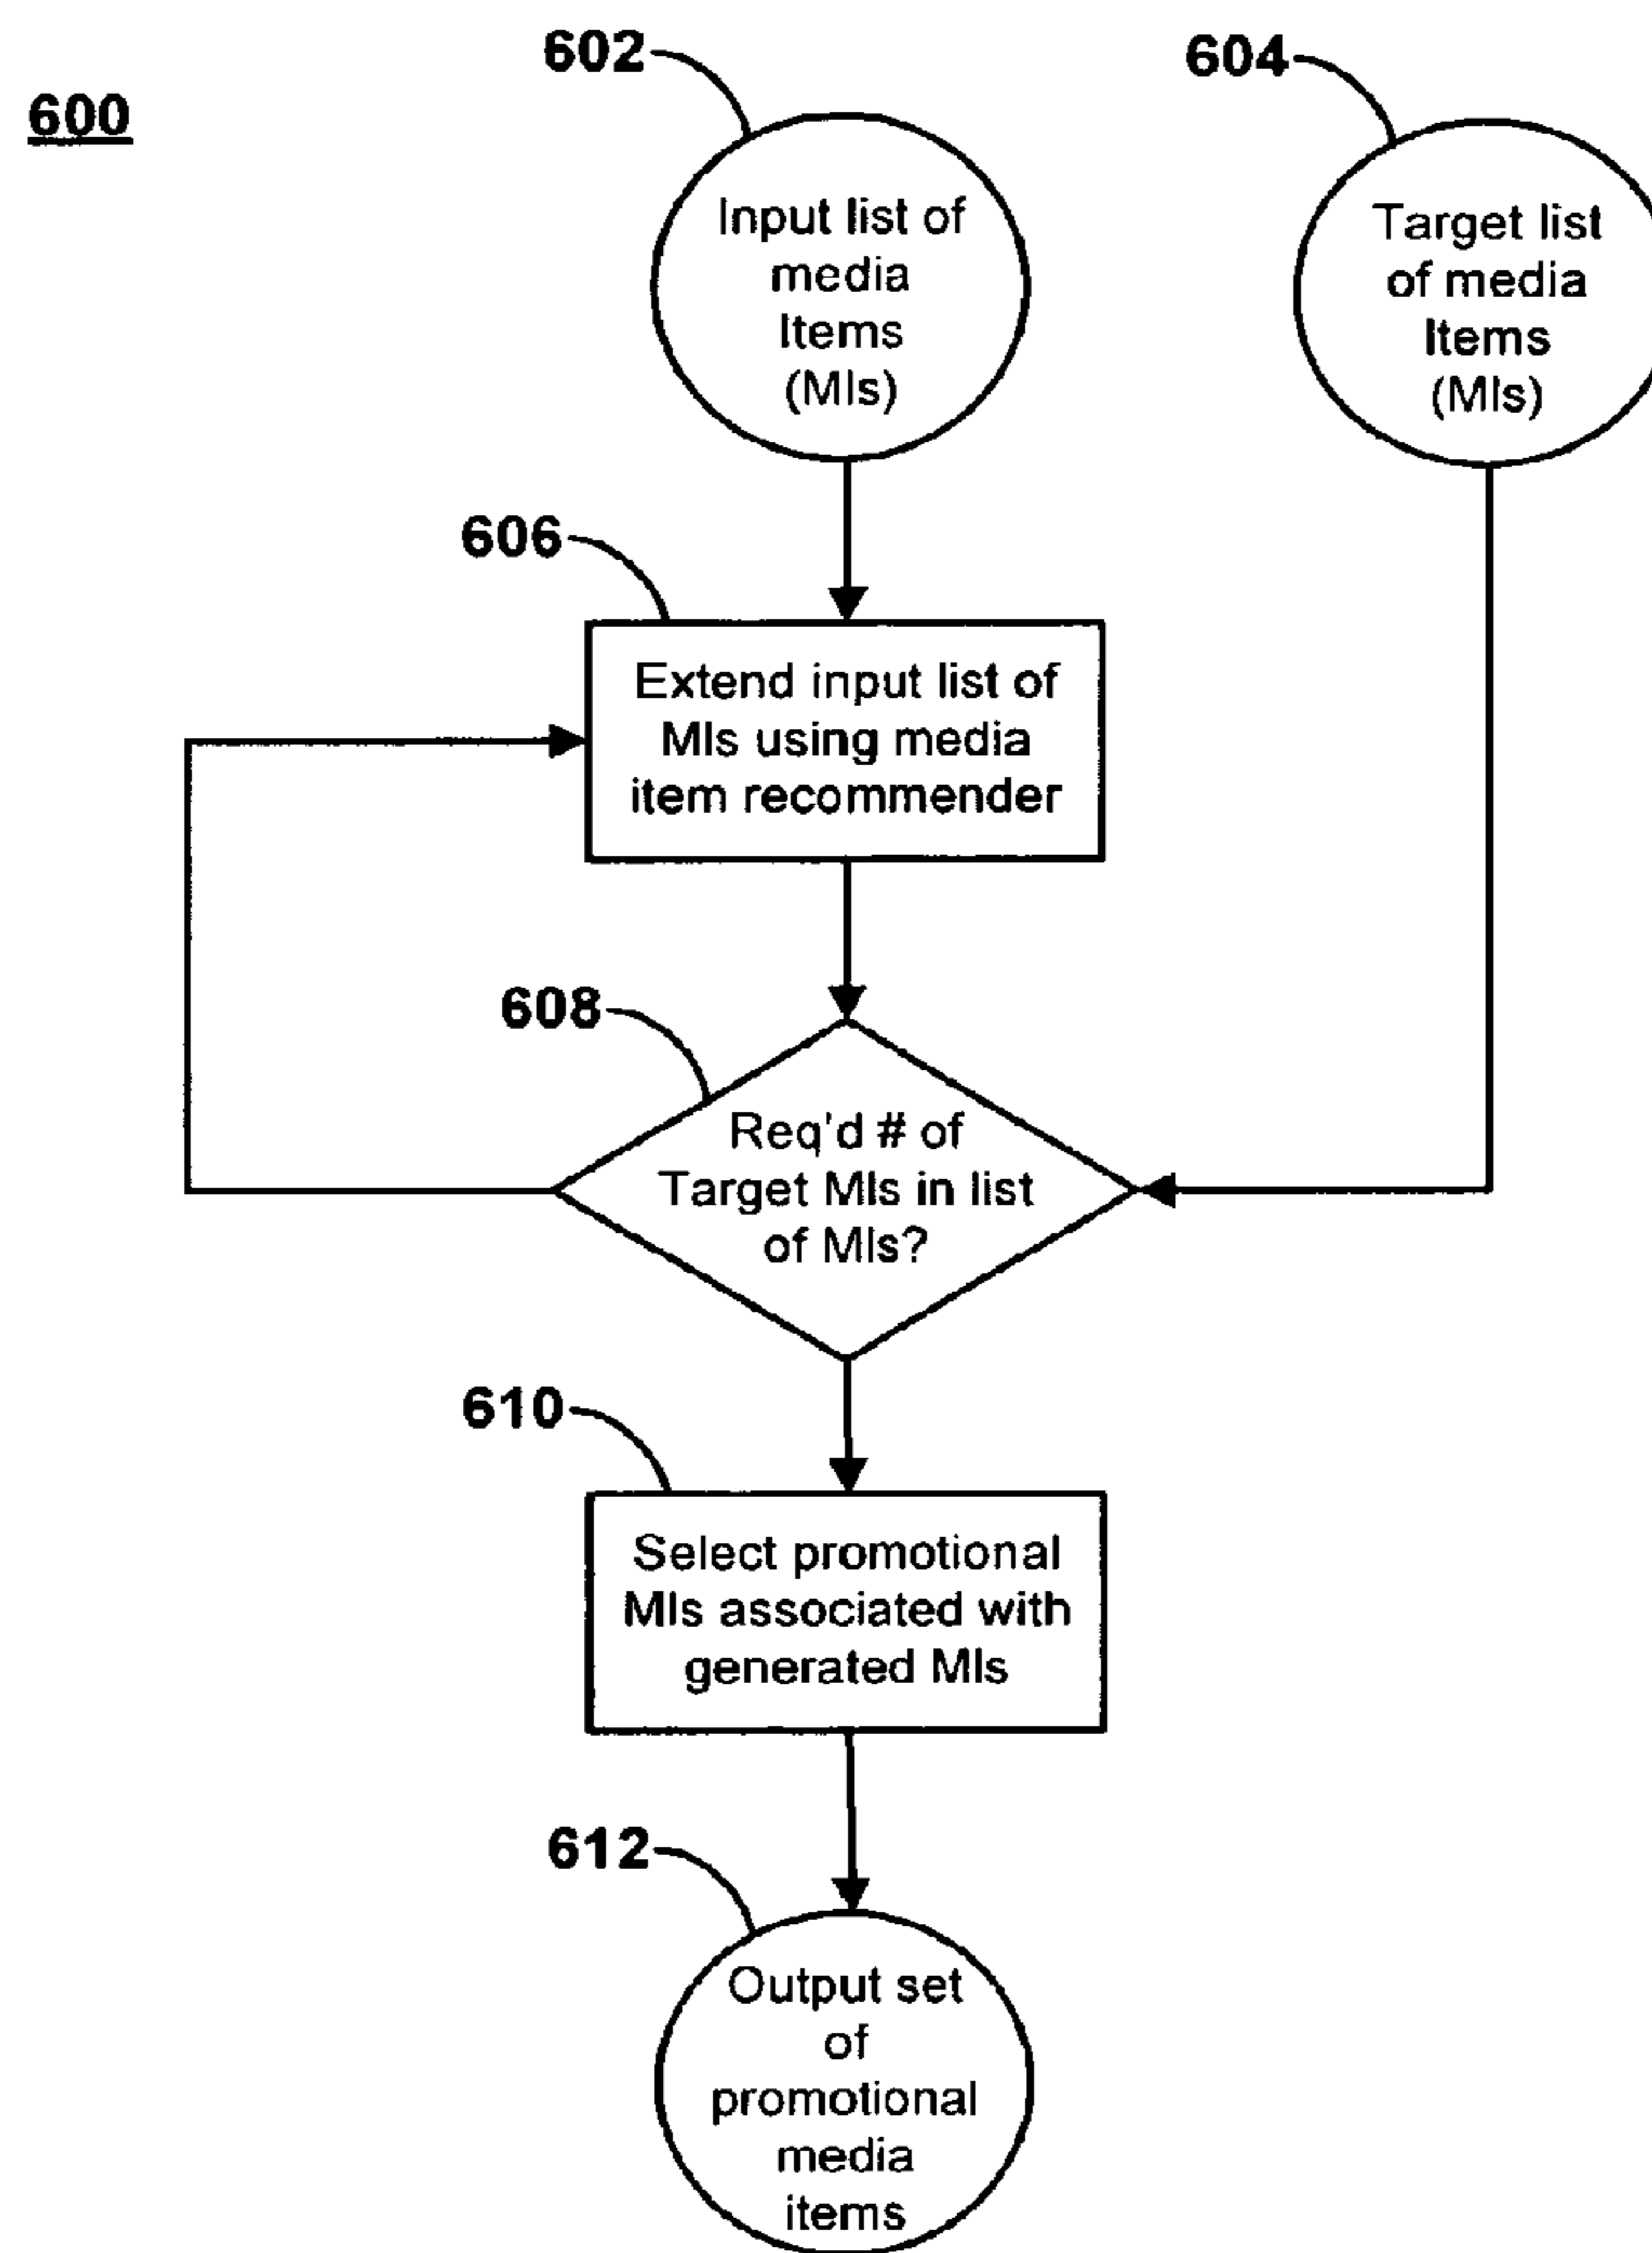 600
602
604
Input list of
media
Items
(MIs)
Target list
of media
Items
(MIs)
606
Extend input list of
MIs using media
item recommender
608
Req'd # of
Target MIs in list
of MIs?
610
Select promotional
MIs associated with
generated MIs
612
Output set
of
promotional
media
items